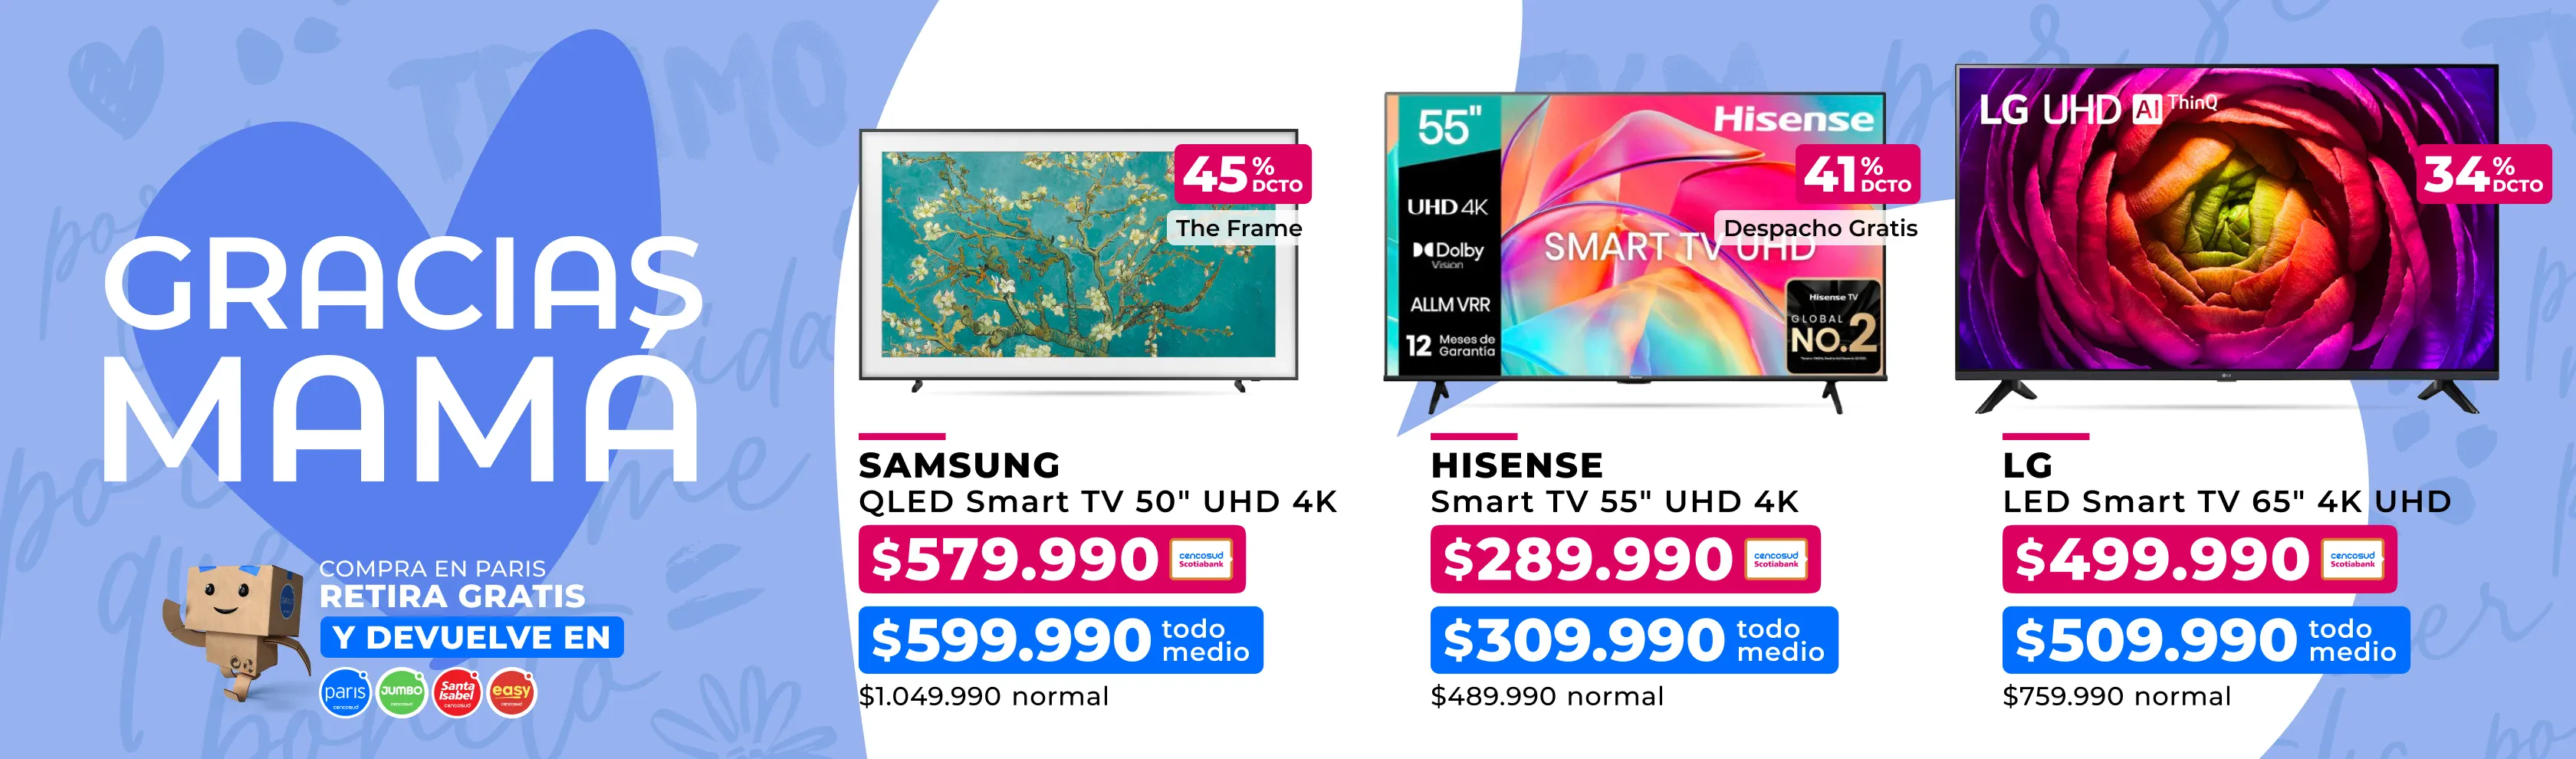 GRACIAS
MAMÁ
COMPRA EN PARIS
RETIRA GRATIS
Y DEVUELVE EN
paris
cencosud
JUMBO
cencosud
Santa
Isabel
cencosud
easy
cencosud
45%
DCTO
The Frame
SAMSUNG
QLED Smart TV 50" UHD 4K
$579.990
cencosud
Scotiabank
$599.990 todo
medio
$1.049.990 normal
55"
Hisense
UHD 4K
Dolby
Vision
ALLM VRR
12 Meses de
Garantía
SMART TV UHD
Hisense TV
GLOBAL
NO.2
41%
DCTO
Despacho Gratis
HISENSE
Smart TV 55" UHD 4K
$289.990
cencosud
Scotiabank
$309.990 todo
medio
$489.990 normal
LG UHD AI ThinQ
34%
DCTO
LG
LED Smart TV 65" 4K UHD
$499.990
cencosud
Scotiabank
$509.990 todo
medio
$759.990 normal